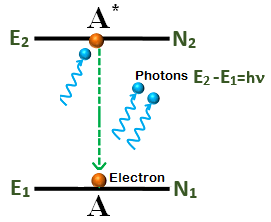 A*
E2 N2
Photons E2-E1=hν
Electron
E1 N1
A